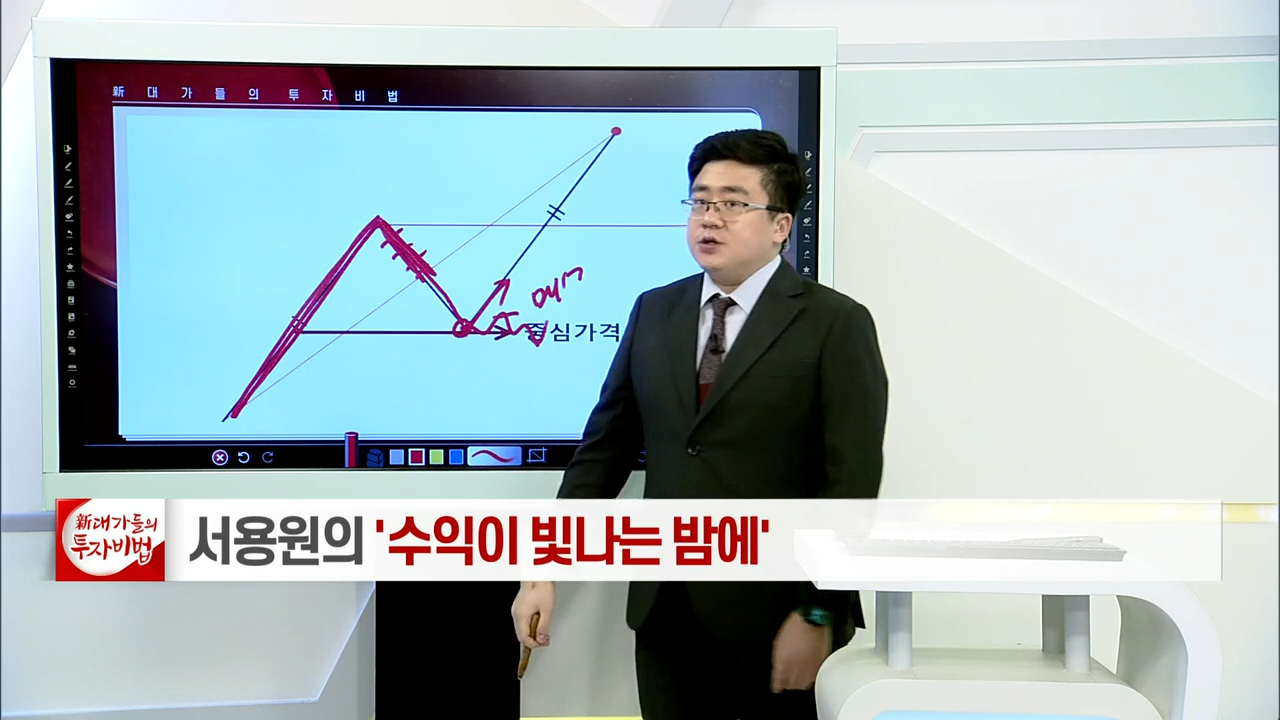 新 대 가 들 의 투 자 비 법
중심가격
新대가들의
투자비법
서용원의 '수익이 빛나는 밤에'